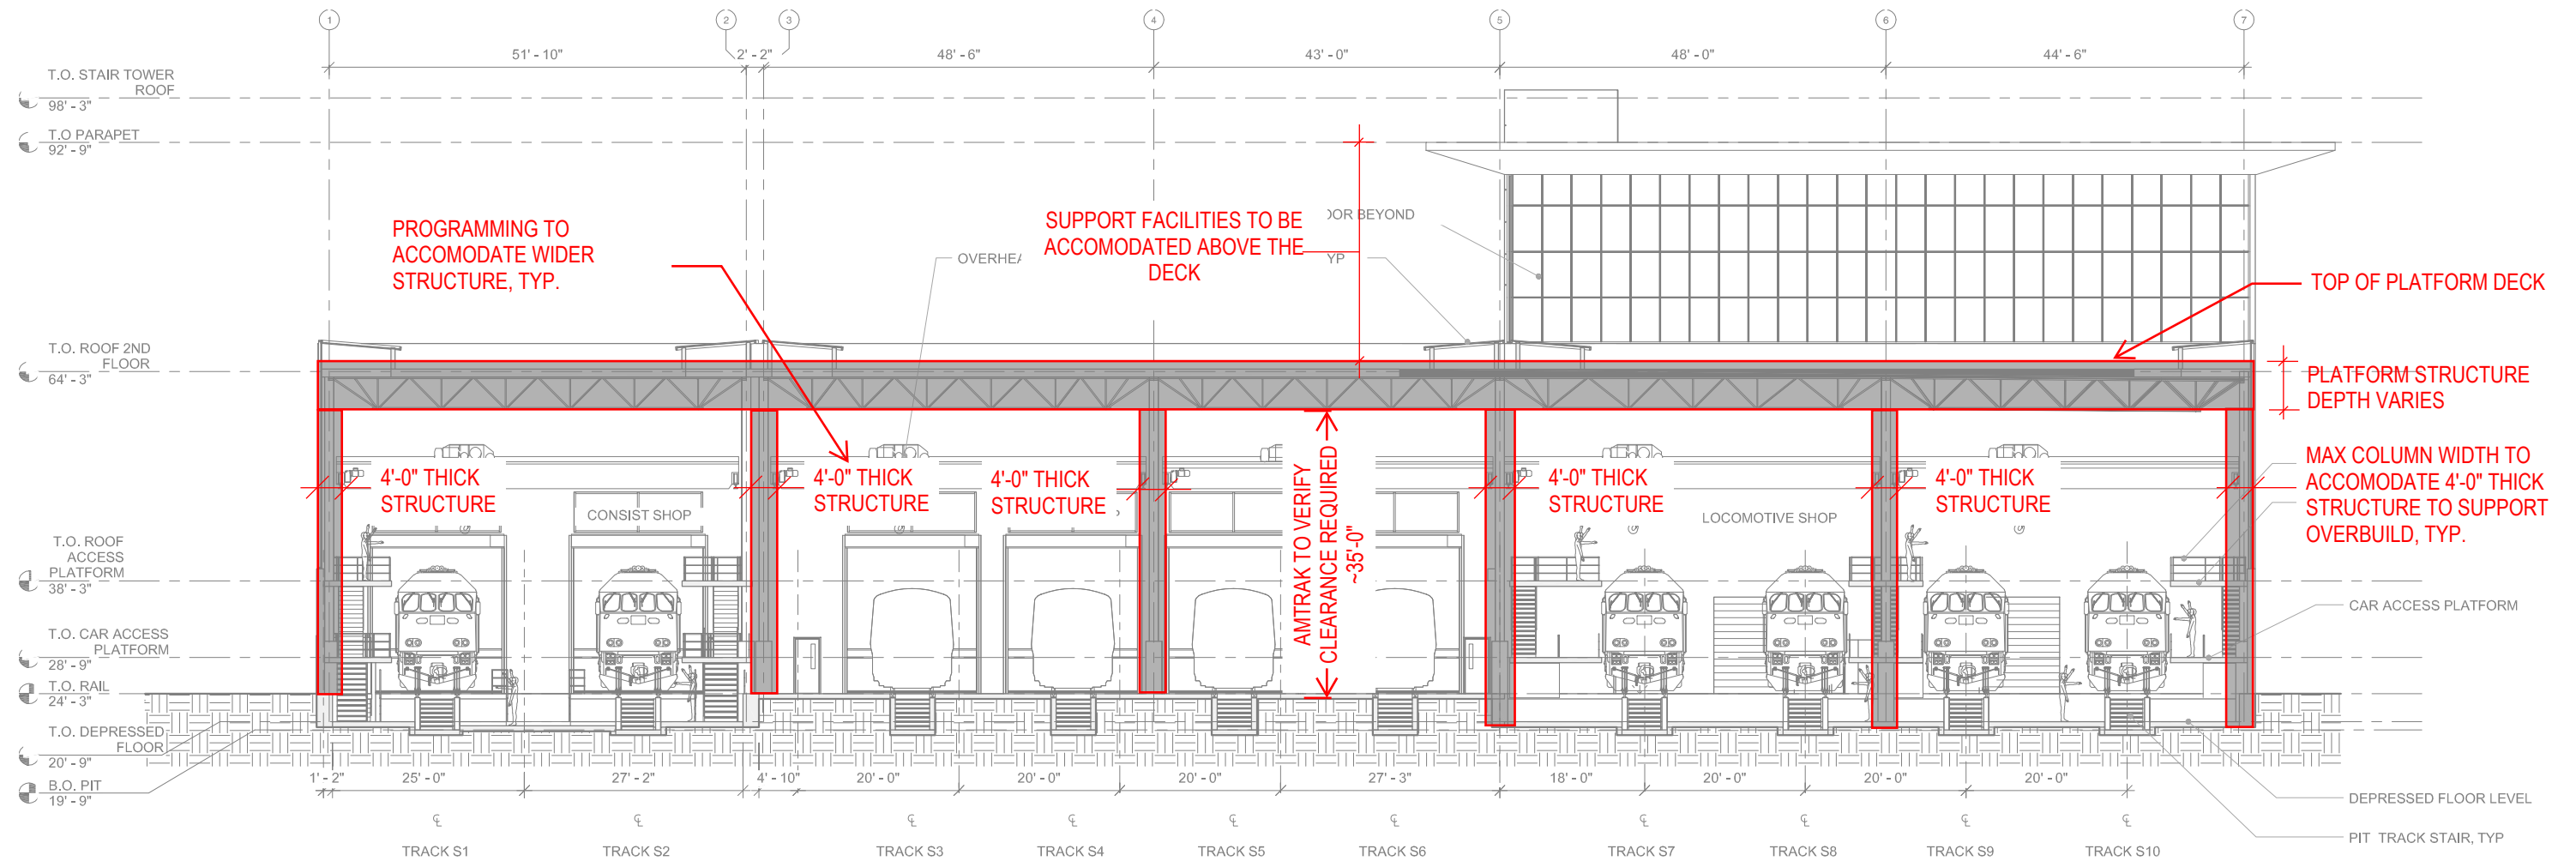 1 2 3 4 5 6 7
51' - 10" 2' - 2" 48' - 6" 43' - 0" 48' - 0" 44' - 6"
T.O. STAIR TOWER
ROOF
98' - 3"
T.O PARAPET
92' - 9"
PROGRAMMING TO
ACCOMODATE WIDER
STRUCTURE, TYP.
SUPPORT FACILITIES TO BE
ACCOMODATED ABOVE THE
DECK
OOR BEYOND
OVERHEA
YP
TOP OF PLATFORM DECK
T.O. ROOF 2ND
FLOOR
64' - 3"
PLATFORM STRUCTURE
DEPTH VARIES
4'-0" THICK
STRUCTURE
4'-0" THICK
STRUCTURE
4'-0" THICK
STRUCTURE
4'-0" THICK
STRUCTURE
4'-0" THICK
STRUCTURE
AMTRAK TO VERIFY
CLEARANCE REQUIRED
~35'-0"
MAX COLUMN WIDTH TO
ACCOMODATE 4'-0" THICK
STRUCTURE TO SUPPORT
OVERBUILD, TYP.
CONSIST SHOP
LOCOMOTIVE SHOP
T.O. ROOF
ACCESS
PLATFORM
38' - 3"
CAR ACCESS PLATFORM
T.O. CAR ACCESS
PLATFORM
28' - 9"
T.O. RAIL
24' - 3"
T.O. DEPRESSED
FLOOR
20' - 9"
B.O. PIT
19' - 9"
1' - 2" 25' - 0" 27' - 2" 4' - 10" 20' - 0" 20' - 0" 20' - 0" 27' - 3" 18' - 0" 20' - 0" 20' - 0" 20' - 0"
DEPRESSED FLOOR LEVEL
℄ ℄ ℄ ℄ ℄ ℄ ℄ ℄ ℄ ℄
PIT TRACK STAIR, TYP
TRACK S1 TRACK S2 TRACK S3 TRACK S4 TRACK S5 TRACK S6 TRACK S7 TRACK S8 TRACK S9 TRACK S10